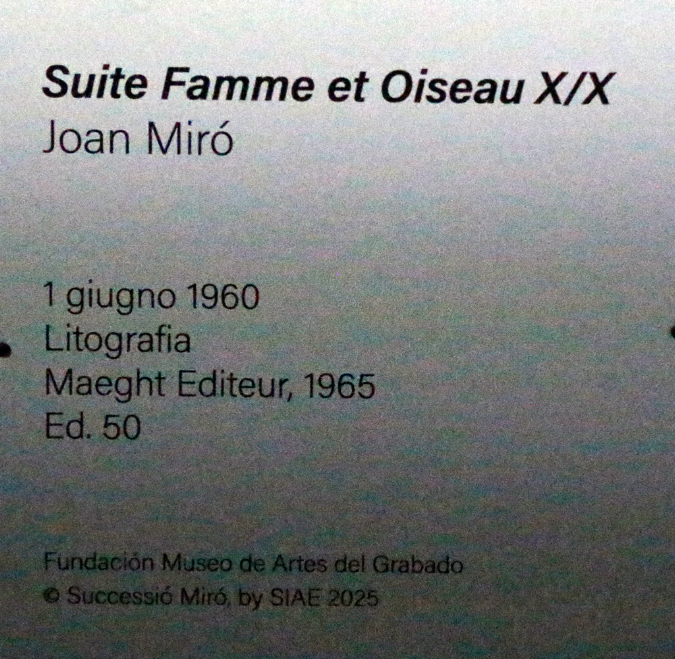 Suite Famme et Oiseau X/X
Joan Miró
1 giugno 1960
Litografia
Maeght Editeur, 1965
Ed. 50
Fundación Museo de Artes del Grabado
© Successió Miró, by SIAE 2025